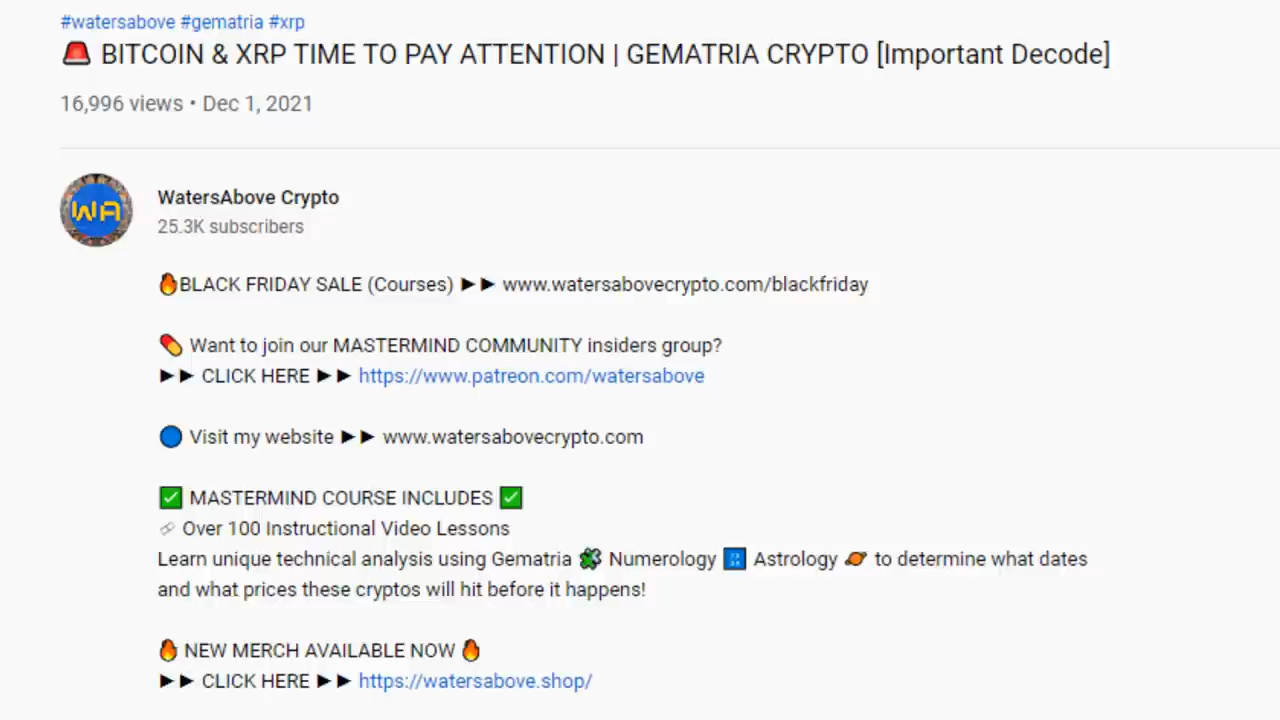 #watersabove #gematria #xrp
🚨 BITCOIN & XRP TIME TO PAY ATTENTION | GEMATRIA CRYPTO [Important Decode]
16,996 views • Dec 1, 2021
WA
WatersAbove Crypto
25.3K subscribers
🔥BLACK FRIDAY SALE (Courses) ►► www.watersabovecrypto.com/blackfriday
💊 Want to join our MASTERMIND COMMUNITY insiders group?
►► CLICK HERE ►► https://www.patreon.com/watersabove
🔵 Visit my website ►► www.watersabovecrypto.com
✅ MASTERMIND COURSE INCLUDES ✅
🔗 Over 100 Instructional Video Lessons
Learn unique technical analysis using Gematria 🧩 Numerology 🔢 Astrology 🪐 to determine what dates
and what prices these cryptos will hit before it happens!
🔥 NEW MERCH AVAILABLE NOW 🔥
►► CLICK HERE ►► https://watersabove.shop/